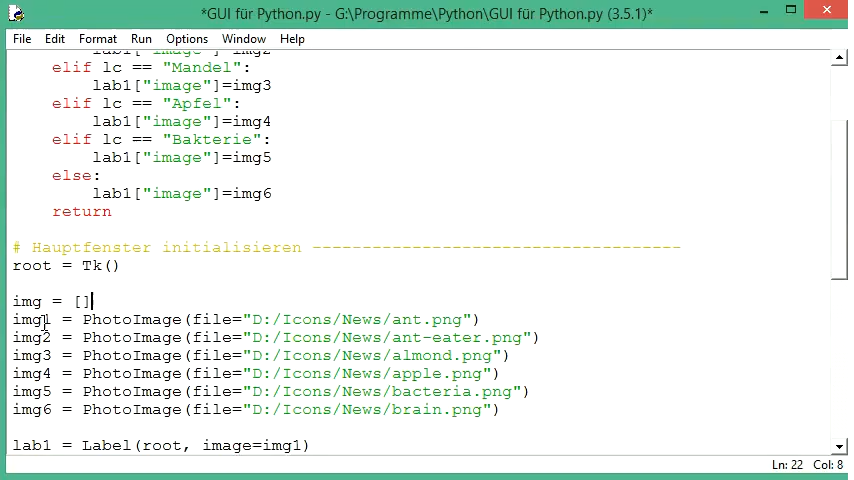 *GUI für Python.py - G:\Programme\Python\GUI für Python.py (3.5.1)*
File Edit Format Run Options Window Help
lab1["image"]=img2
    elif lc == "Mandel":
        lab1["image"]=img3
    elif lc == "Apfel":
        lab1["image"]=img4
    elif lc == "Bakterie":
        lab1["image"]=img5
    else:
        lab1["image"]=img6
    return
# Hauptfenster initialisieren -------------------------------------
root = Tk()
img = []
img1 = PhotoImage(file="D:/Icons/News/ant.png")
img2 = PhotoImage(file="D:/Icons/News/ant-eater.png")
img3 = PhotoImage(file="D:/Icons/News/almond.png")
img4 = PhotoImage(file="D:/Icons/News/apple.png")
img5 = PhotoImage(file="D:/Icons/News/bacteria.png")
img6 = PhotoImage(file="D:/Icons/News/brain.png")
lab1 = Label(root, image=img1)
Ln: 22 Col: 8